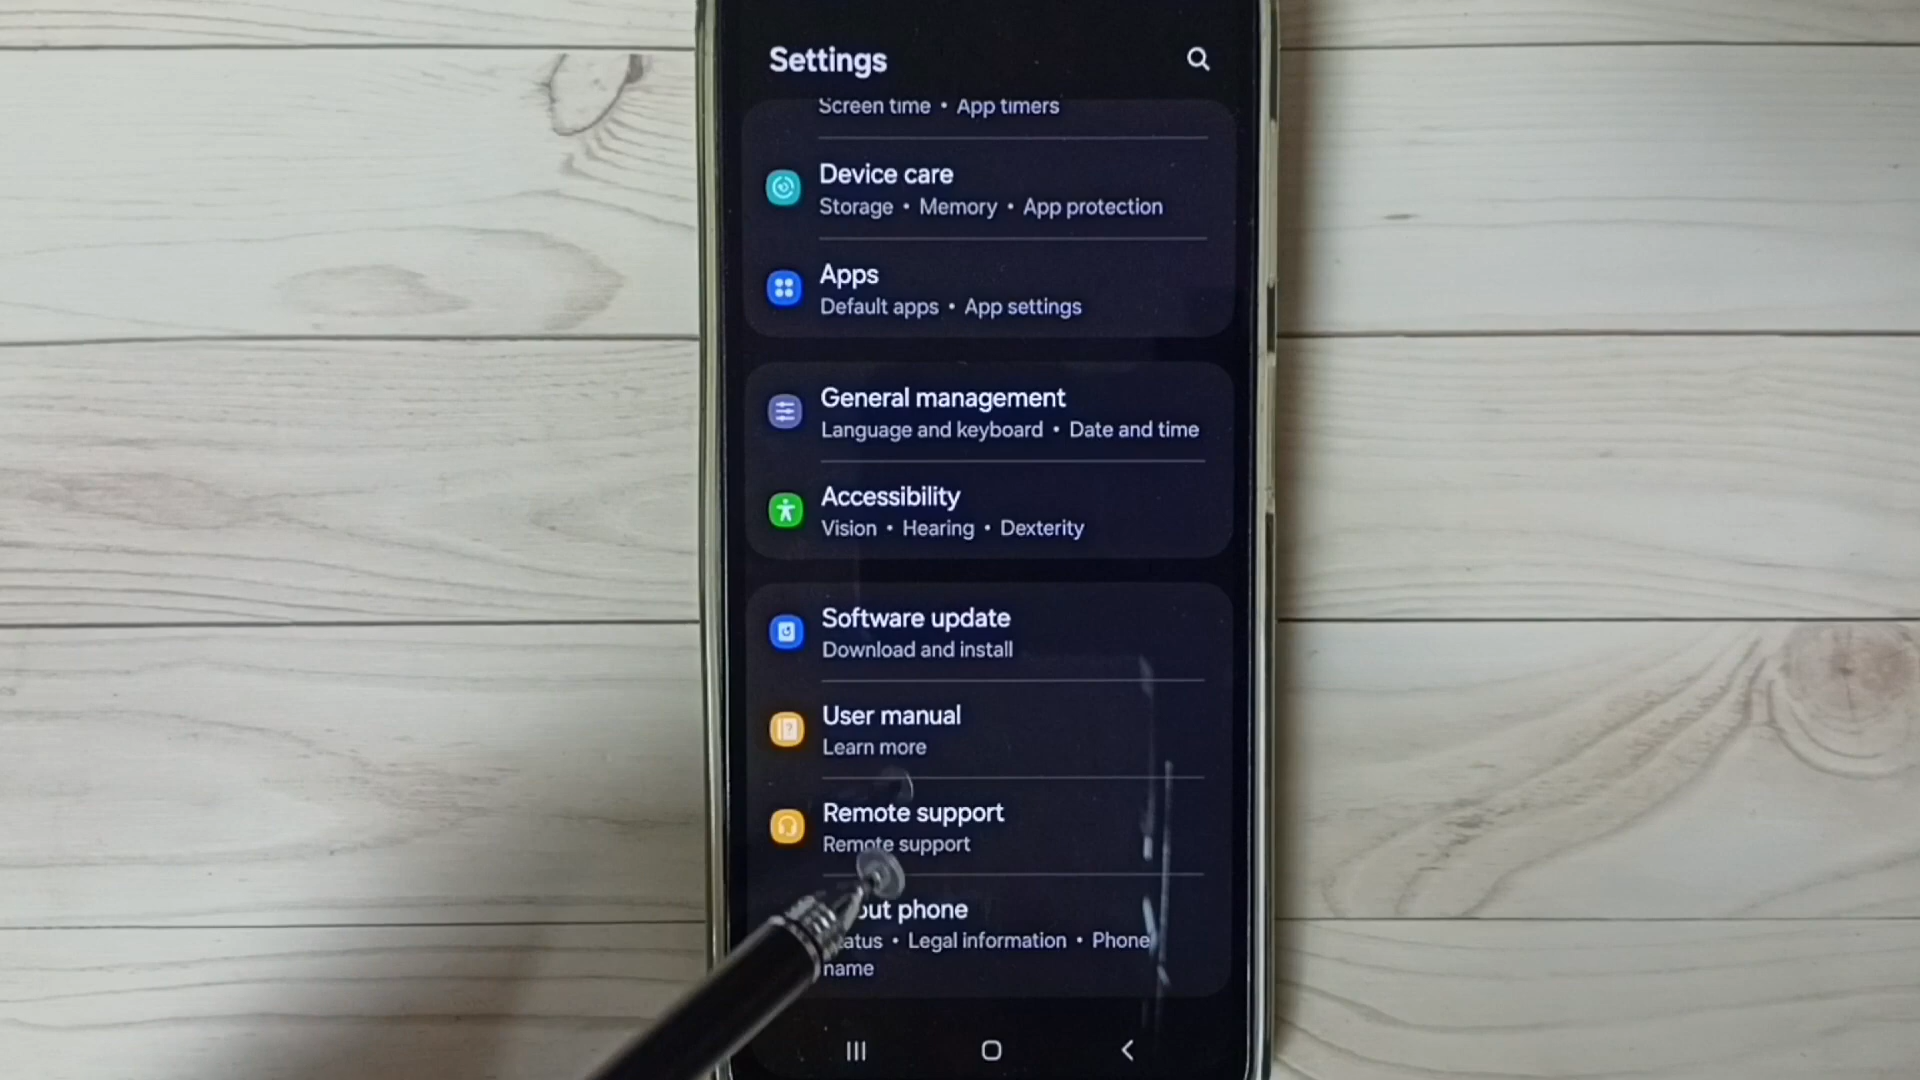 Settings
Screen time • App timers
Device care
Storage • Memory • App protection
Apps
Default apps • App settings
General management
Language and keyboard • Date and time
Accessibility
Vision • Hearing • Dexterity
Software update
Download and install
User manual
Learn more
Remote support
Remote support
out phone
atus • Legal information • Phone
name